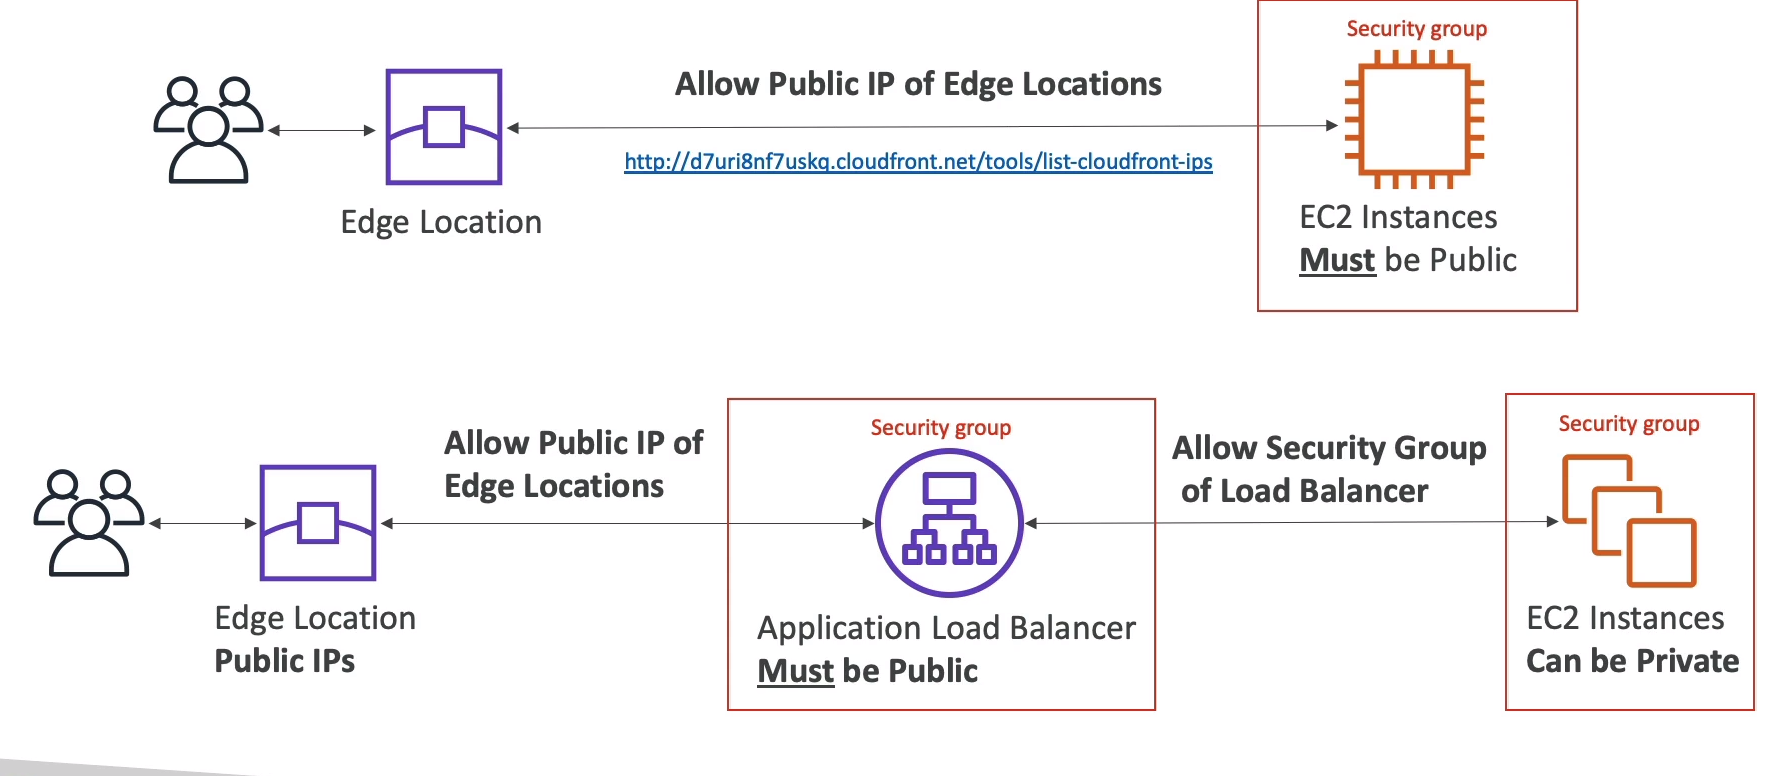 Security group
Allow Public IP of Edge Locations
http://d7uri8nf7uskq.cloudfront.net/tools/list-cloudfront-ips
Edge Location
EC2 Instances
Must be Public
Allow Public IP of
Edge Locations
Security group
Allow Security Group
of Load Balancer
Security group
Edge Location
Public IPs
Application Load Balancer
Must be Public
EC2 Instances
Can be Private